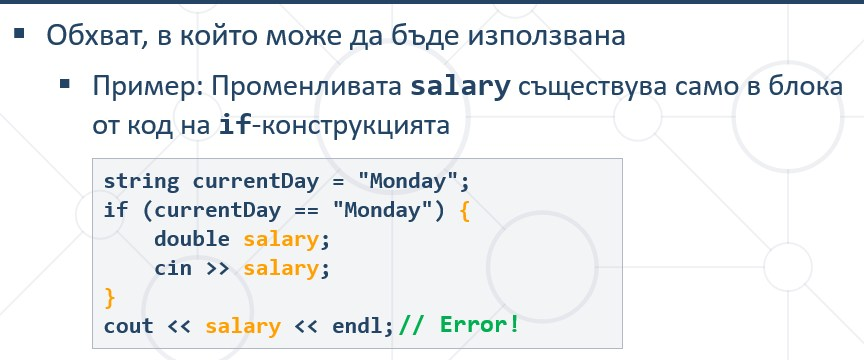 ▪ Обхват, в който може да бъде използвана
▪ Пример: Променливата salary съществува само в блока
от код на if-конструкцията
string currentDay = "Monday";
if (currentDay == "Monday") {
    double salary;
    cin >> salary;
}
cout << salary << endl; // Error!